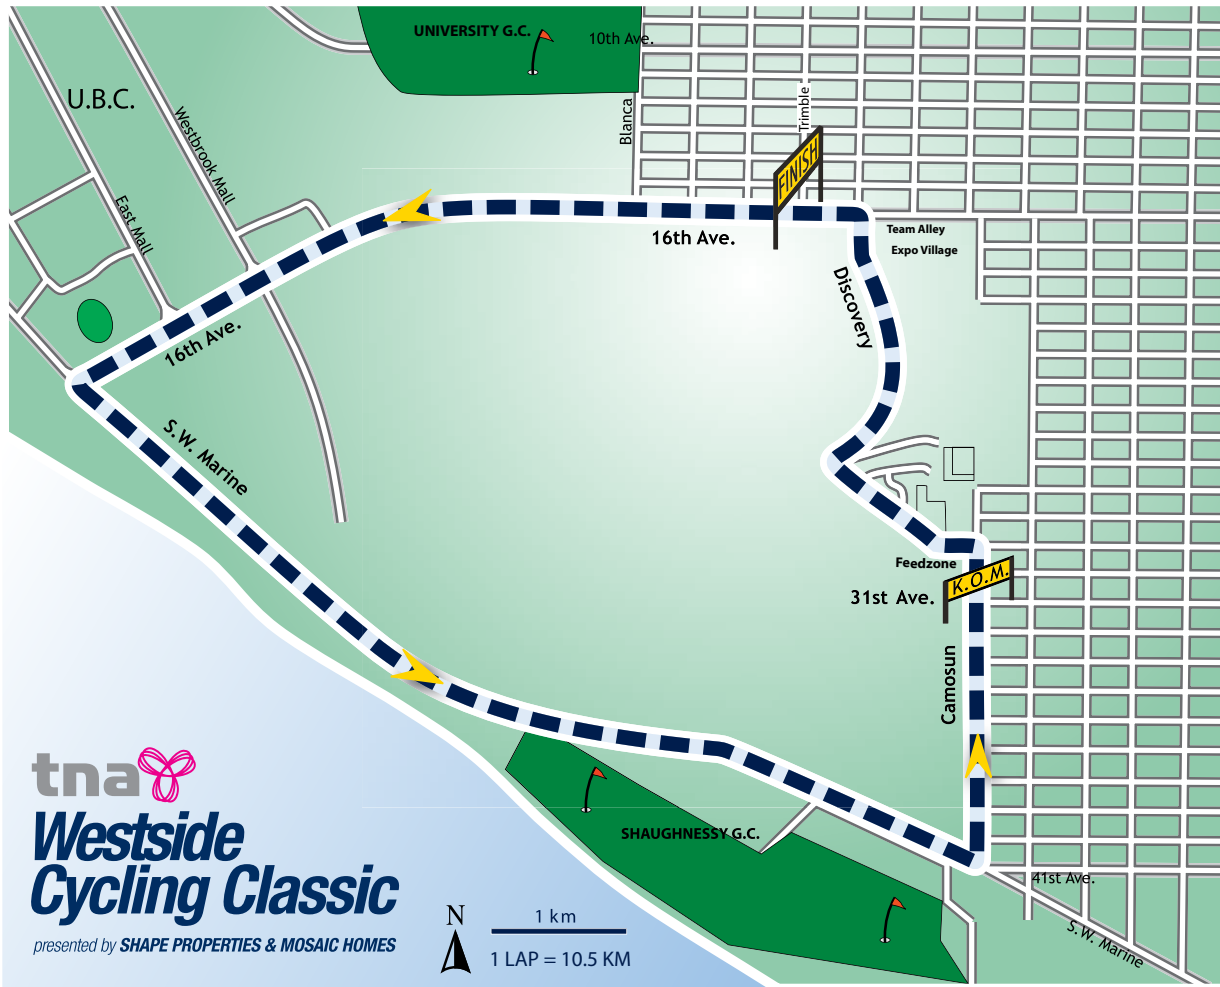 UNIVERSITY G.C.
10th Ave.
U.B.C.
Westbrook Mall
Blanca
Trimble
East Mall
FINISH
16th Ave.
Team Alley
Expo Village
Discovery
16th Ave.
S.W. Marine
Feedzone
K.O.M.
31st Ave.
Camosun
SHAUGHNESSY G.C.
41st Ave.
S.W. Marine
tna
Westside
Cycling Classic
presented by SHAPE PROPERTIES & MOSAIC HOMES
N
1 km
1 LAP = 10.5 KM